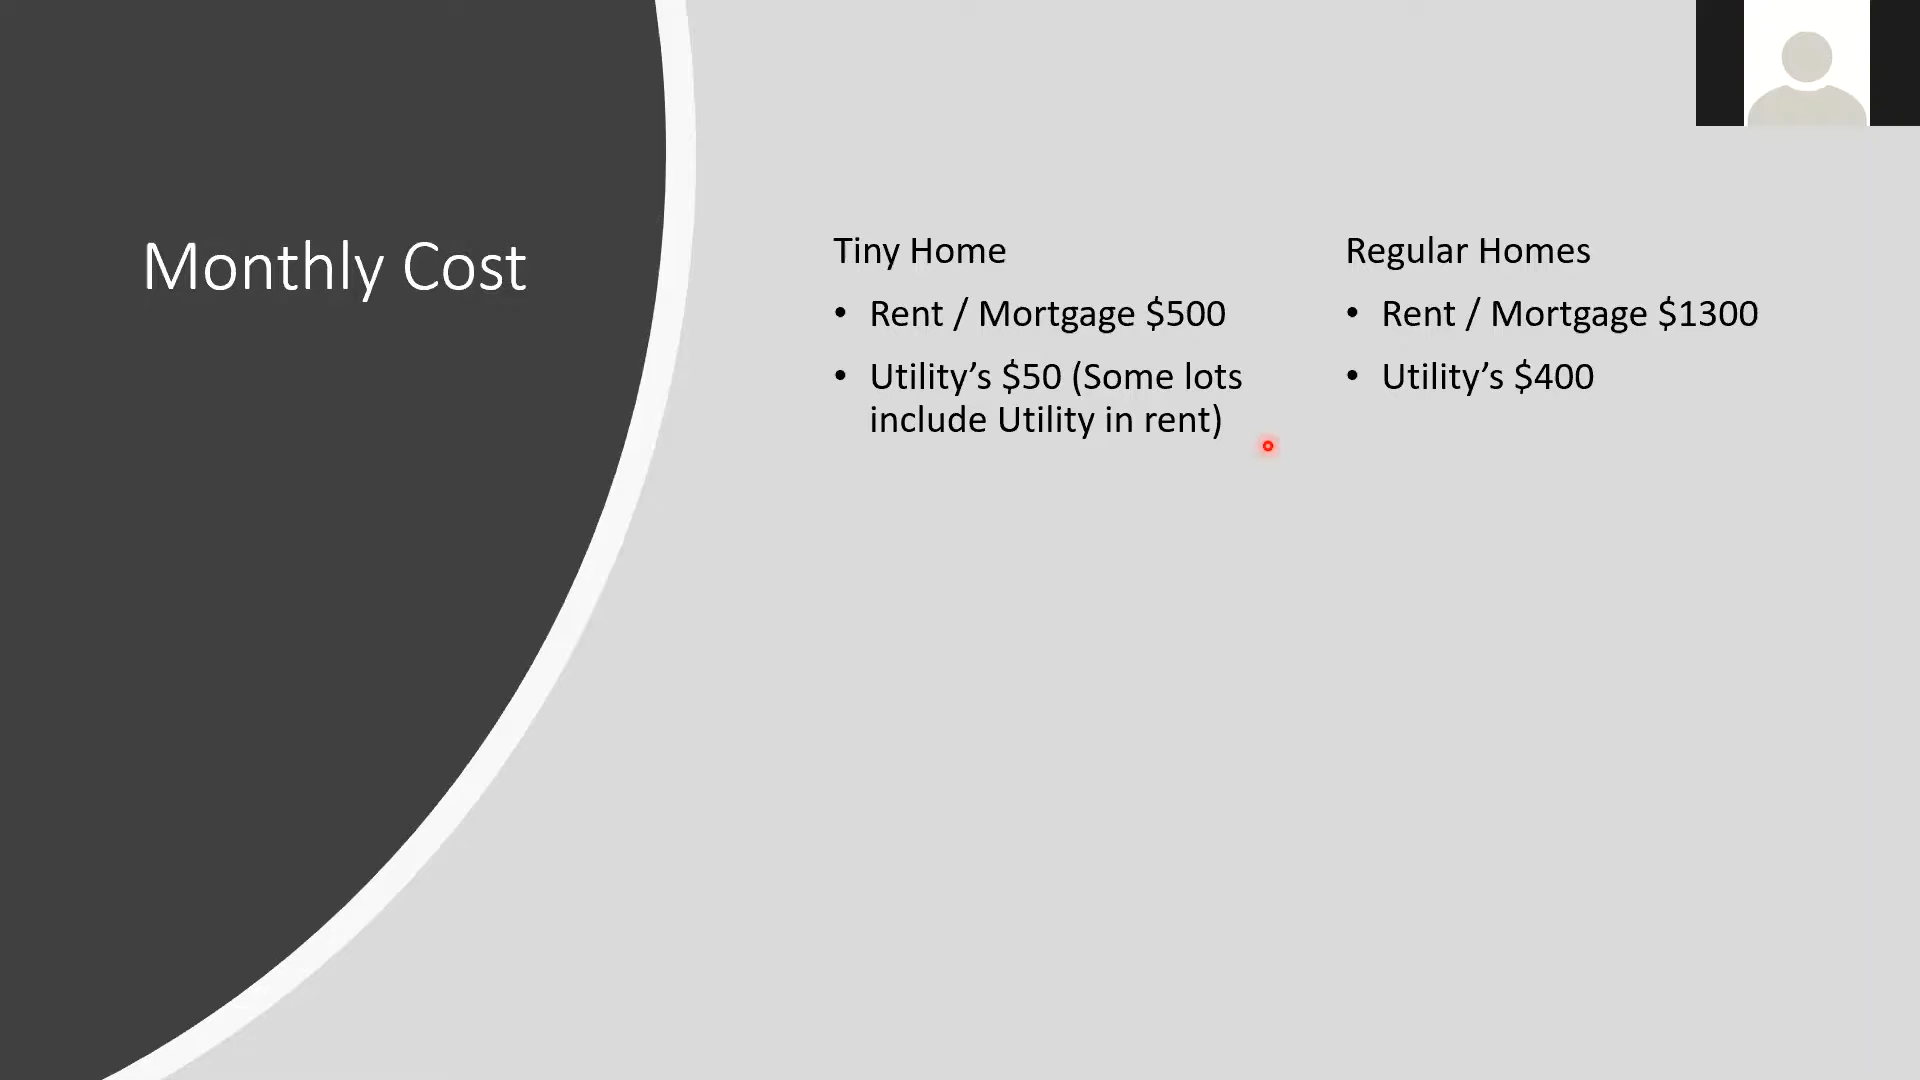 Monthly Cost
Tiny Home
• Rent / Mortgage $500
• Utility’s $50 (Some lots
include Utility in rent)
Regular Homes
• Rent / Mortgage $1300
• Utility’s $400